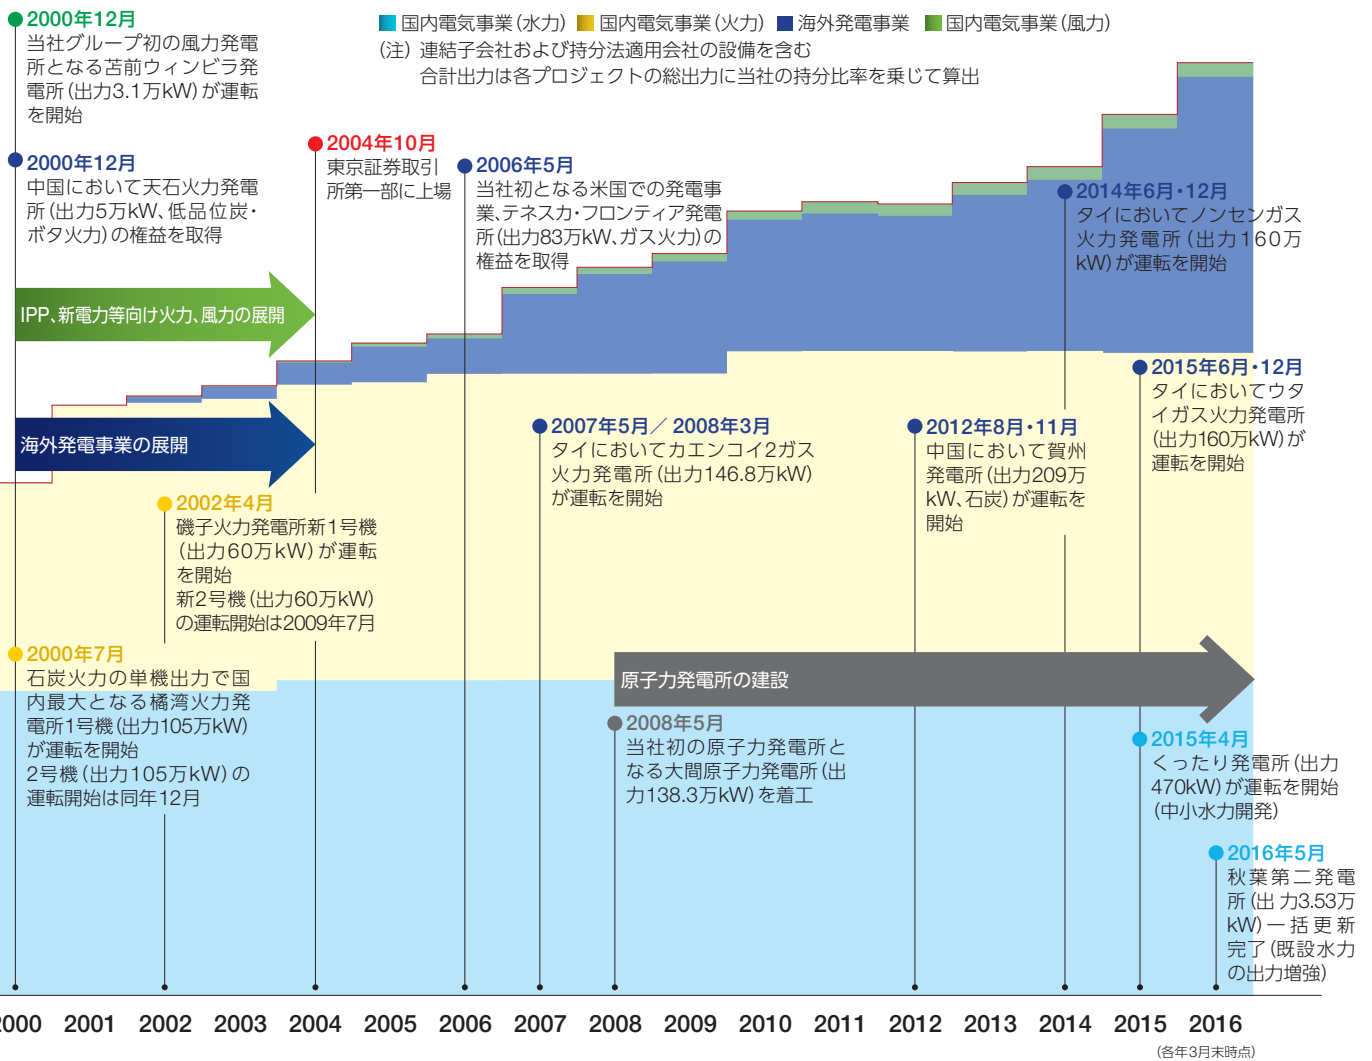 国内電気事業(水力) 国内電気事業(火力) 海外発電事業 国内電気事業(風力)
(注) 連結子会社および持分法適用会社の設備を含む
合計出力は各プロジェクトの総出力に当社の持分比率を乗じて算出
2000年12月
当社グループ初の風力発電
所となる苫前ウィンビラ発
電所(出力3.1万kW)が運転
を開始
2000年12月
中国において天石火力発電
所(出力5万kW、低品位炭・
ボタ火力)の権益を取得
2004年10月
東京証券取引
所第一部に上場
2006年5月
当社初となる米国での発電事
業、テネスカ・フロンティア発電
所(出力83万kW、ガス火力)の
権益を取得
2014年6月・12月
タイにおいてノンセンガス
火力発電所(出力160万
kW)が運転を開始
IPP、新電力等向け火力、風力の展開
海外発電事業の展開
2015年6月・12月
タイにおいてウタ
イガス火力発電所
(出力160万kW)が
運転を開始
2007年5月／2008年3月
タイにおいてカエンコイ2ガス
火力発電所(出力146.8万kW)
が運転を開始
2012年8月・11月
中国において賀州
発電所(出力209万
kW、石炭)が運転を
開始
2002年4月
磯子火力発電所新1号機
(出力60万kW)が運転
を開始
新2号機(出力60万kW)
の運転開始は2009年7月
2000年7月
石炭火力の単機出力で国
内最大となる橘湾火力発
電所1号機(出力105万kW)
が運転を開始
2号機(出力105万kW)の
運転開始は同年12月
原子力発電所の建設
2008年5月
当社初の原子力発電所と
なる大間原子力発電所(出
力138.3万kW)を着工
2015年4月
くったり発電所(出力
470kW)が運転を開始
(中小水力開発)
2016年5月
秋葉第二発電
所(出力3.53万
kW)一括更新
完了(既設水力
の出力増強)
2000 2001 2002 2003 2004 2005 2006 2007 2008 2009 2010 2011 2012 2013 2014 2015 2016
(各年3月末時点)